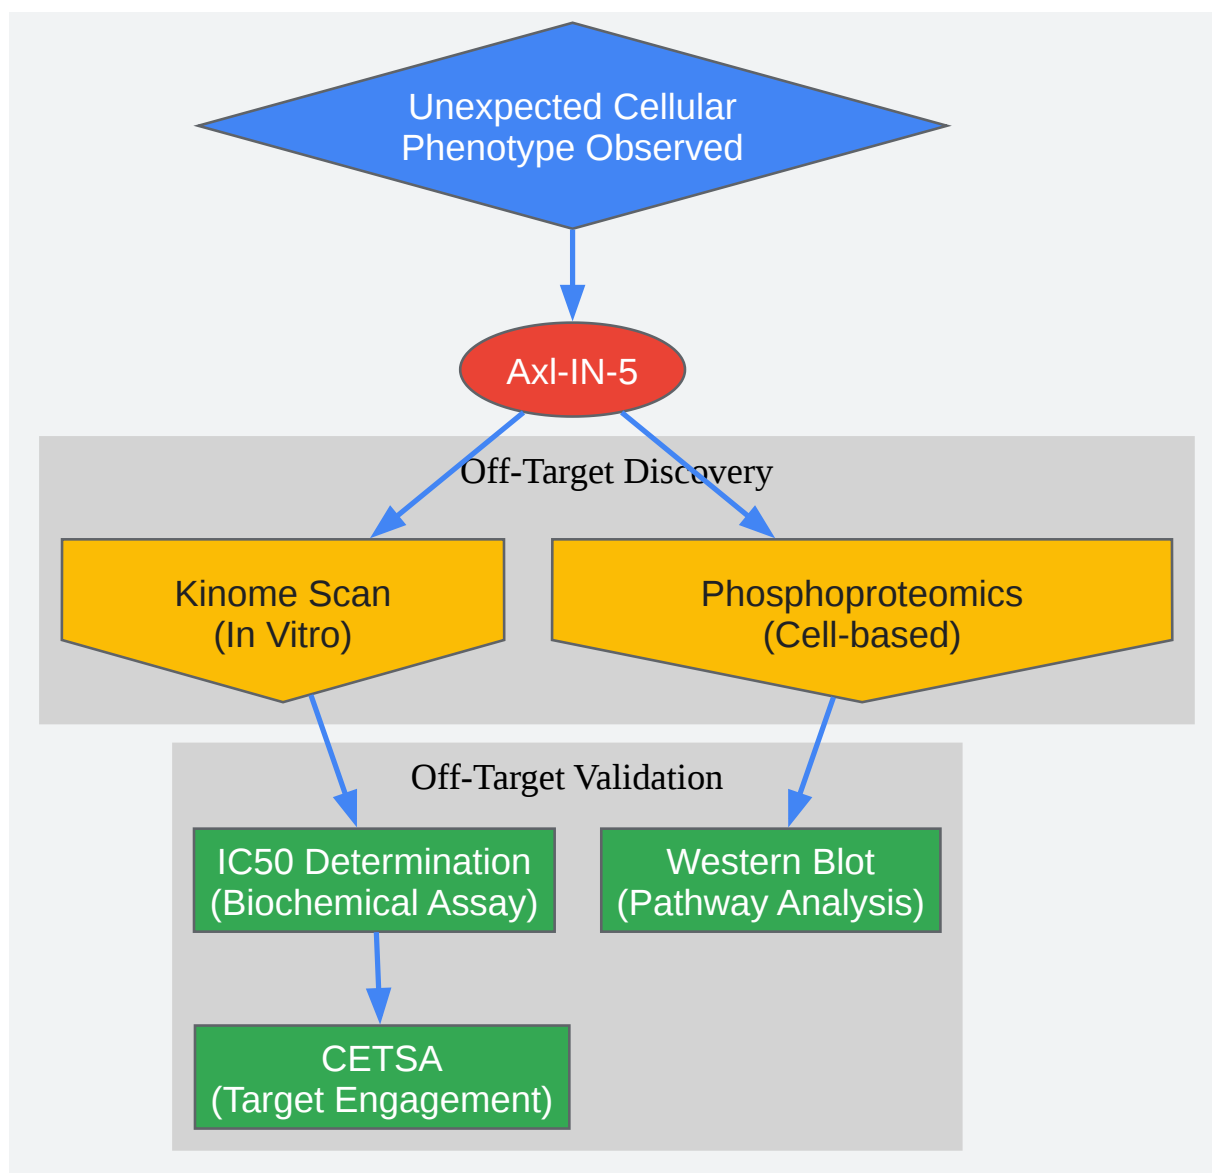 Unexpected Cellular
Phenotype Observed
Axl-IN-5
Off-Target Discovery
Kinome Scan
(In Vitro)
Phosphoproteomics
(Cell-based)
Off-Target Validation
IC50 Determination
(Biochemical Assay)
Western Blot
(Pathway Analysis)
CETSA
(Target Engagement)